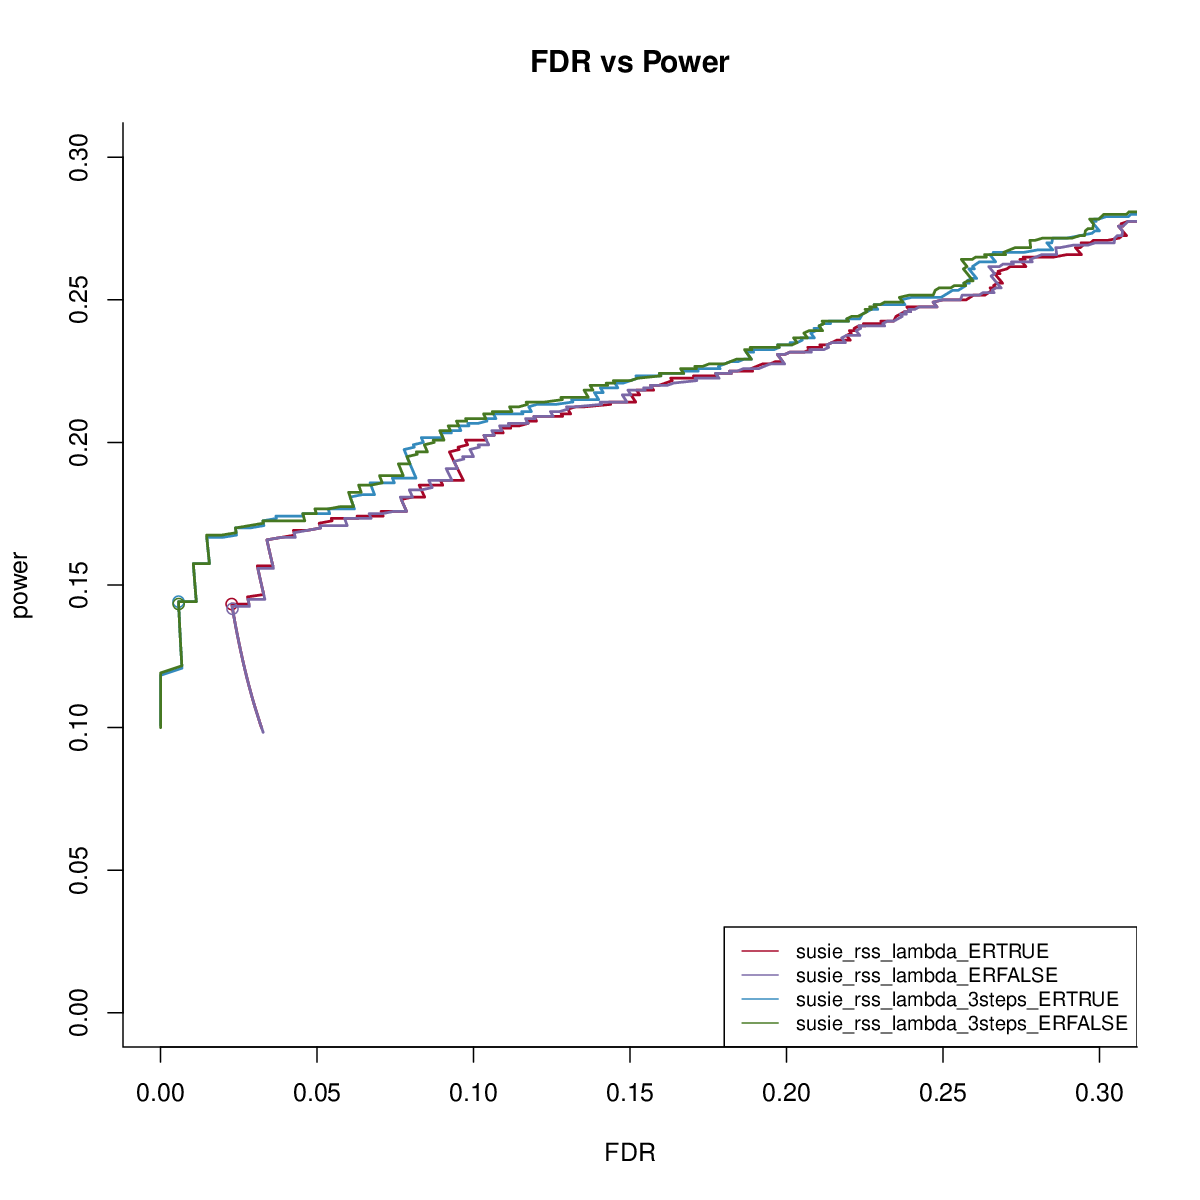 FDR vs Power
power
0.30
0.25
0.20
0.15
0.10
0.05
0.00
susie_rss_lambda_ERTRUE
susie_rss_lambda_ERFALSE
susie_rss_lambda_3steps_ERTRUE
susie_rss_lambda_3steps_ERFALSE
0.00 0.05 0.10 0.15 0.20 0.25 0.30
FDR